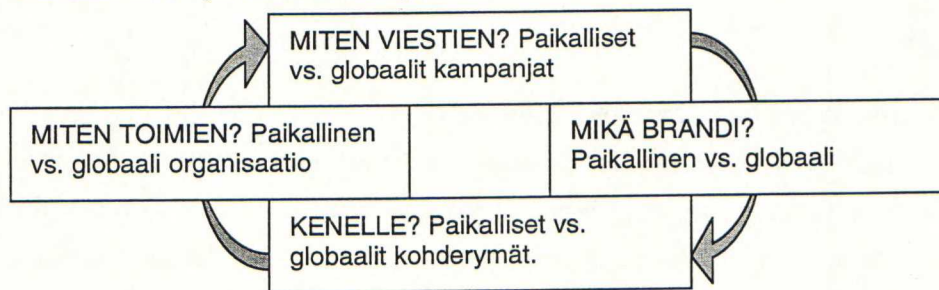 MITEN VIESTIEN? Paikalliset
vs. globaalit kampanjat
MITEN TOIMIEN? Paikallinen
vs. globaali organisaatio
MIKÄ BRANDI?
Paikallinen vs. globaali
KENELLE? Paikalliset vs.
globaalit kohderymät.